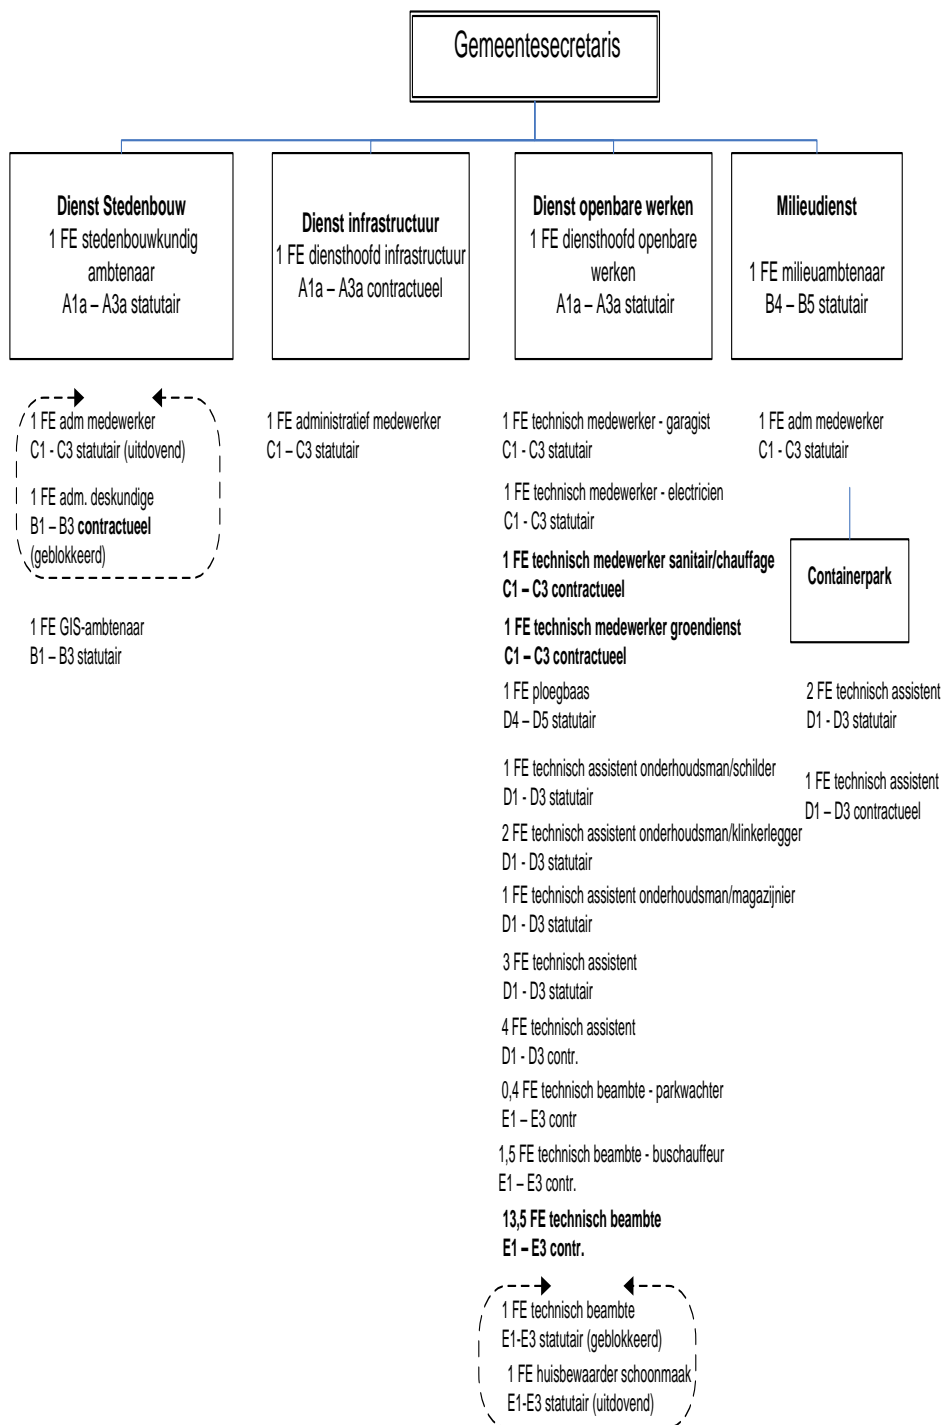 Gemeentesecretaris
Dienst Stedenbouw
1 FE stedenbouwkundig
ambtenaar
A1a – A3a statutair
Dienst infrastructuur
1 FE diensthoofd infrastructuur
A1a – A3a contractueel
Dienst openbare werken
1 FE diensthoofd openbare
werken
A1a – A3a statutair
Milieudienst
1 FE milieuambtenaar
B4 – B5 statutair
1 FE adm medewerker
C1 - C3 statutair (uitdovend)
1 FE adm. deskundige
B1 – B3 contractueel
(geblokkeerd)
1 FE GIS-ambtenaar
B1 – B3 statutair
1 FE administratief medewerker
C1 – C3 statutair
1 FE technisch medewerker - garagist
C1 - C3 statutair
1 FE technisch medewerker - electricien
C1 - C3 statutair
1 FE technisch medewerker sanitair/chauffage
C1 – C3 contractueel
1 FE technisch medewerker groendienst
C1 – C3 contractueel
1 FE ploegbaas
D4 – D5 statutair
1 FE technisch assistent onderhoudsman/schilder
D1 - D3 statutair
2 FE technisch assistent onderhoudsman/klinkerlegger
D1 - D3 statutair
1 FE technisch assistent onderhoudsman/magazijnier
D1 - D3 statutair
3 FE technisch assistent
D1 - D3 statutair
4 FE technisch assistent
D1 - D3 contr.
0,4 FE technisch beambte - parkwachter
E1 – E3 contr
1,5 FE technisch beambte - buschauffeur
E1 – E3 contr.
13,5 FE technisch beambte
E1 – E3 contr.
1 FE technisch beambte
E1-E3 statutair (geblokkeerd)
1 FE huisbewaarder schoonmaak
E1-E3 statutair (uitdovend)
1 FE adm medewerker
C1 - C3 statutair
Containerpark
2 FE technisch assistent
D1 - D3 statutair
1 FE technisch assistent
D1 – D3 contractueel